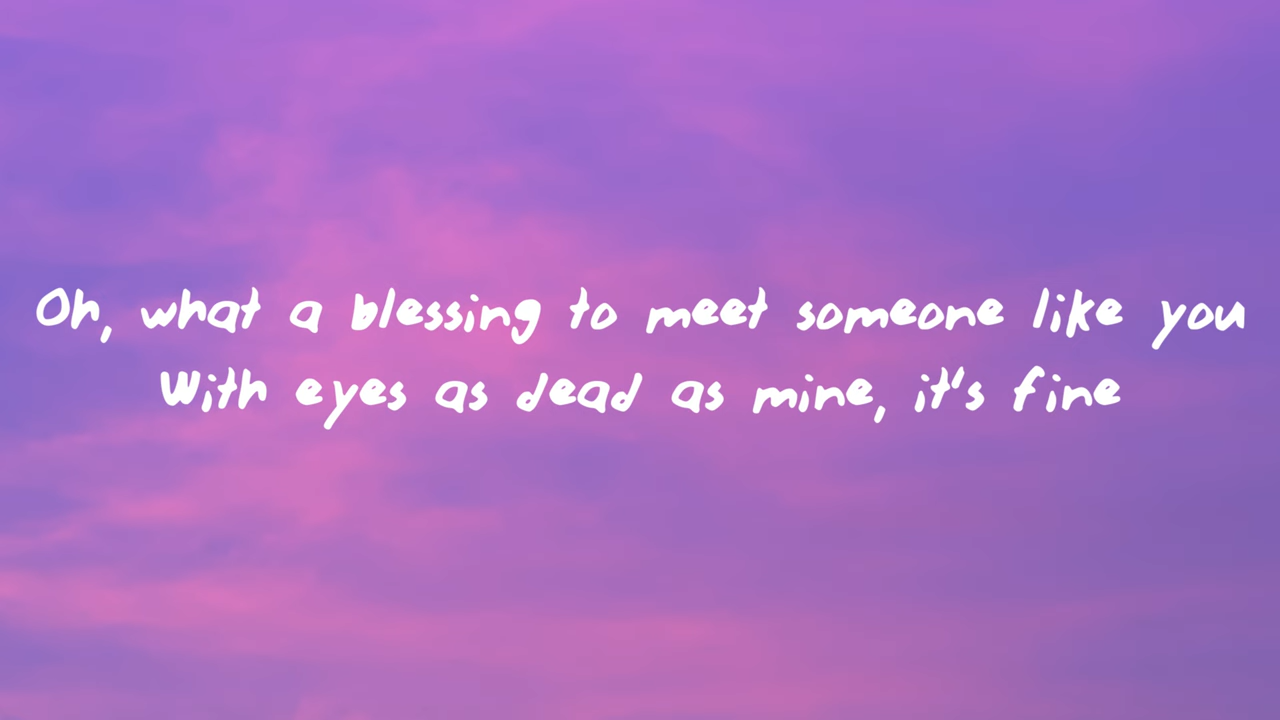 Oh, what a blessing to meet someone like you
With eyes as dead as mine, it's fine